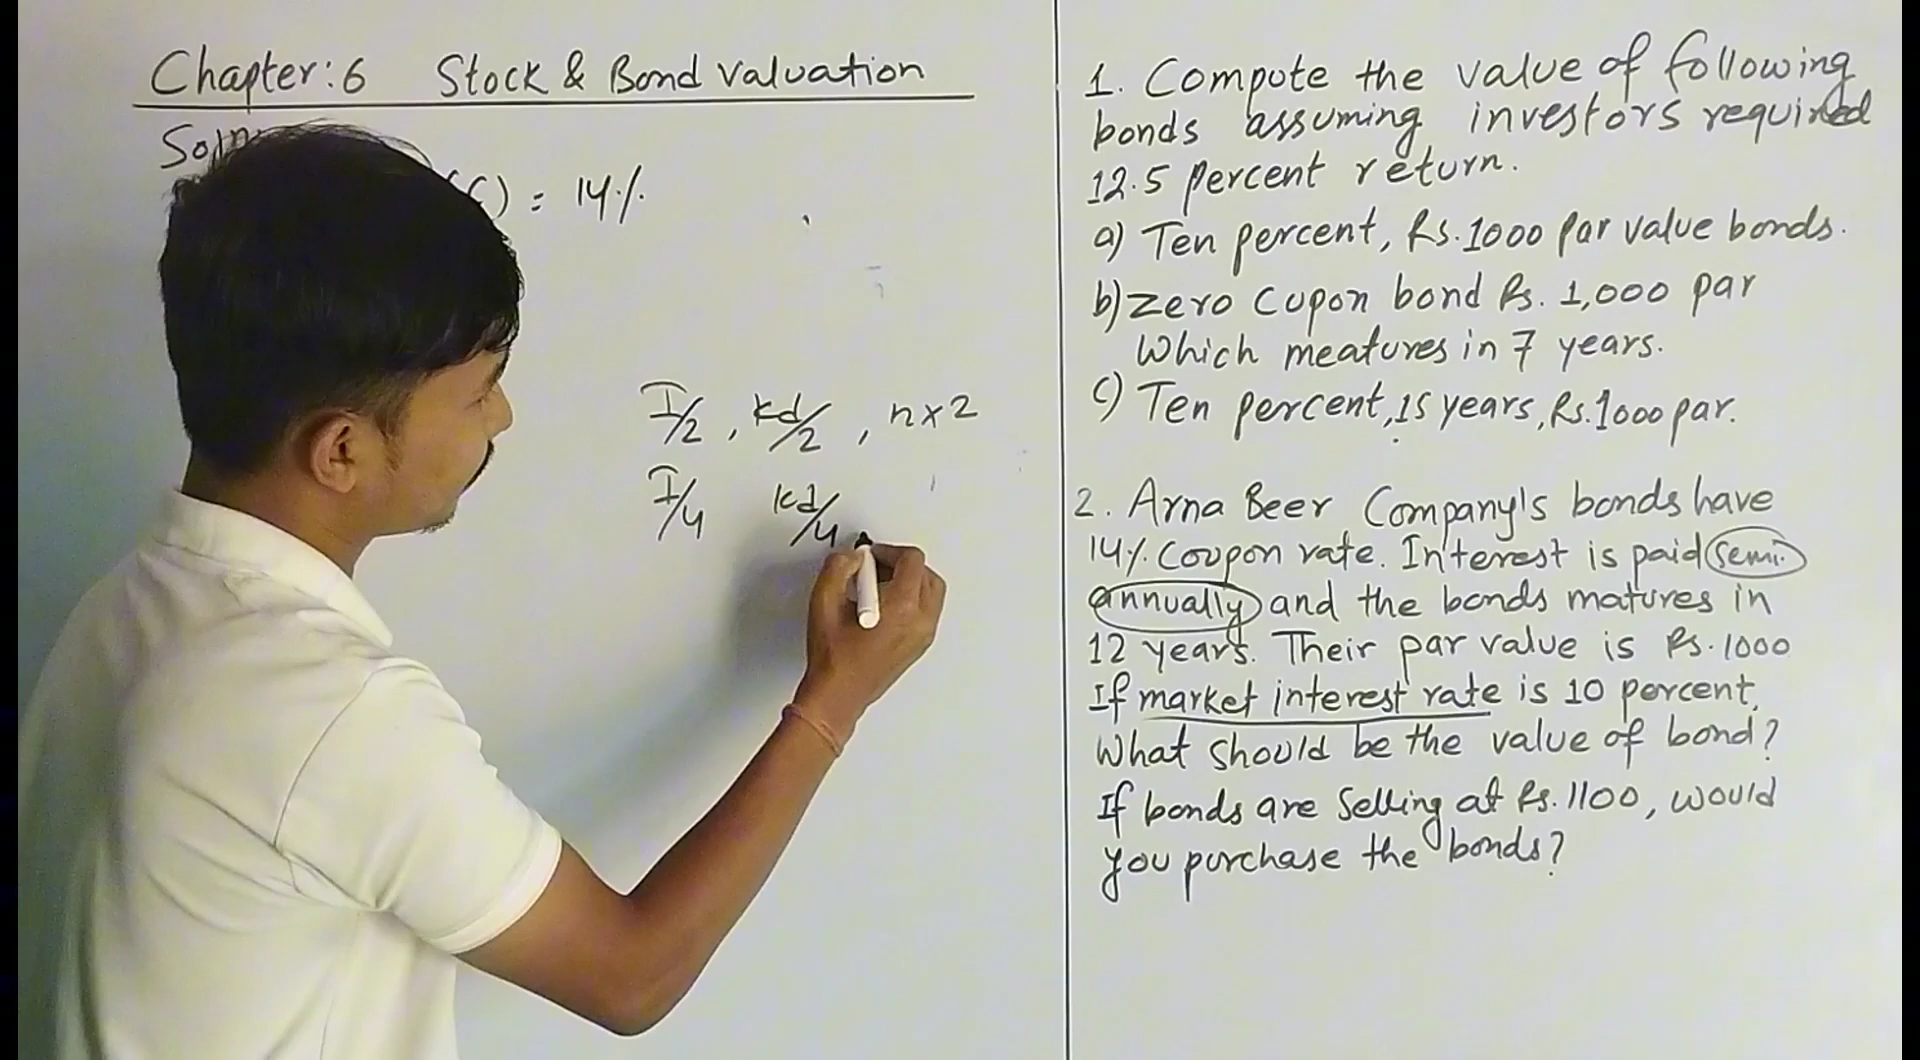 Chapter:6 Stock & Bond Valuation
Soln
C) = 14%
I/2, kd/2, n×2
I/4 kd/4
1. Compute the value of following
bonds assuming investors required
12.5 percent return.
a) Ten percent, Rs.1000 par value bonds.
b) Zero Cupon bond Rs. 1,000 par
Which meatures in 7 years.
c) Ten percent, 15 years, Rs.1000 par.
2. Arna Beer Company's bonds have
14% Coupon rate. Interest is paid semi
annually and the bonds matures in
12 years. Their par value is Rs.1000
If market interest rate is 10 percent,
What should be the value of bond?
If bonds are Selling at Rs.1100, would
you purchase the bonds?